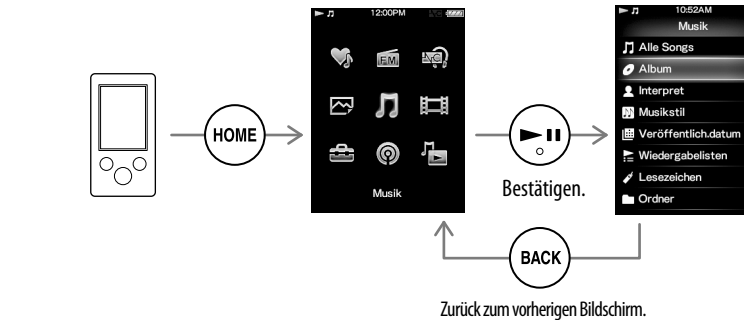 HOME
12:00PM
FM
NC
Musik
Bestätigen.
10:52AM
Musik
Alle Songs
Album
Interpret
Musikstil
Veröffentlich.datum
Wiedergabelisten
Lesezeichen
Ordner
BACK
Zurück zum vorherigen Bildschirm.